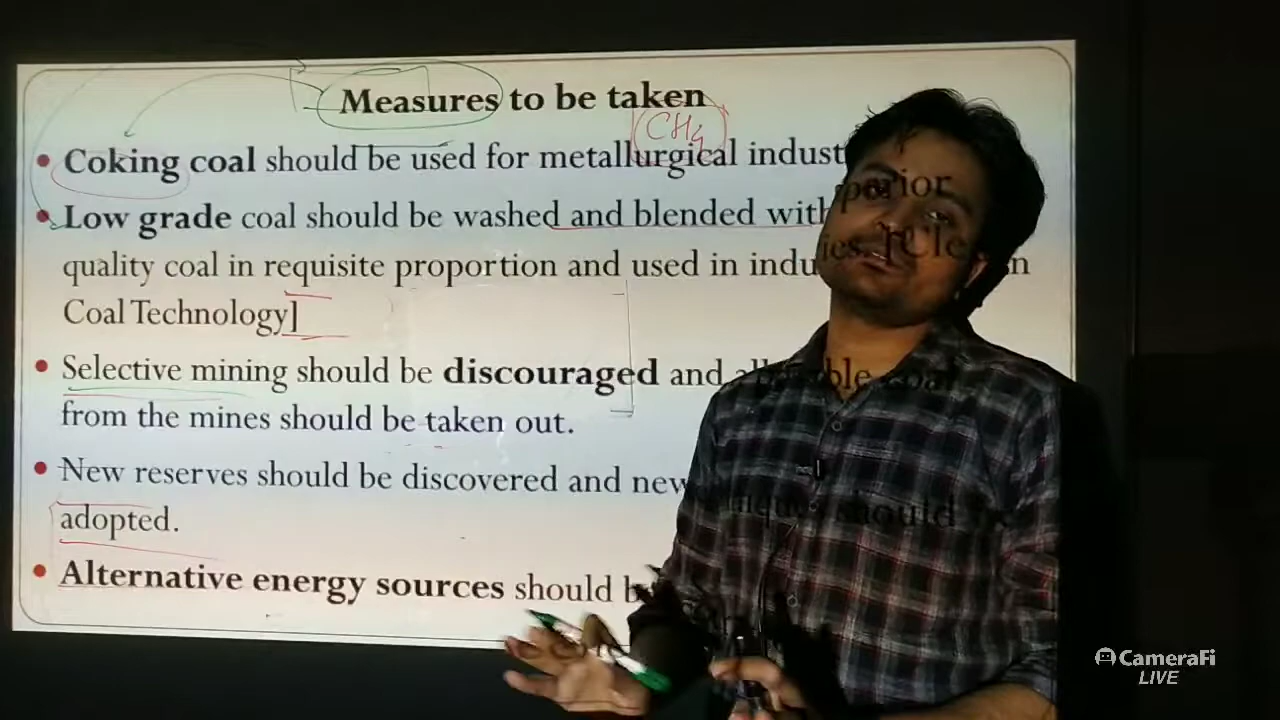 Measures to be taken
CH4
• Coking coal should be used for metallurgical indust
• Low grade coal should be washed and blended with perior
quality coal in requisite proportion and used in indu ies. [Cle n
Coal Technology]
• Selective mining should be discouraged and
from the mines should be taken out.
• New reserves should be discovered and new should
adopted.
• Alternative energy sources should b
CameraFi
LIVE